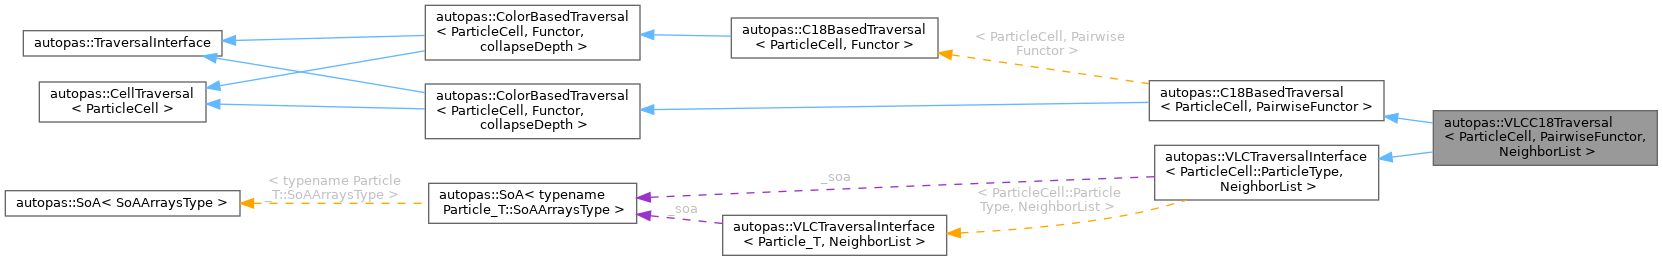 autopas::TraversalInterface
autopas::CellTraversal
< ParticleCell >
autopas::ColorBasedTraversal
< ParticleCell, Functor,
collapseDepth >
autopas::ColorBasedTraversal
< ParticleCell, Functor,
collapseDepth >
autopas::C18BasedTraversal
< ParticleCell, Functor >
< ParticleCell, Pairwise
Functor >
autopas::C18BasedTraversal
< ParticleCell, PairwiseFunctor >
autopas::VLCC18Traversal
< ParticleCell, PairwiseFunctor,
NeighborList >
autopas::VLCTraversalInterface
< ParticleCell::ParticleType,
NeighborList >
_soa
< ParticleCell::Particle
Type, NeighborList >
autopas::SoA< SoAArraysType >
< typename Particle
_T::SoAArraysType >
autopas::SoA< typename
Particle_T::SoAArraysType >
_soa
autopas::VLCTraversalInterface
< Particle_T, NeighborList >